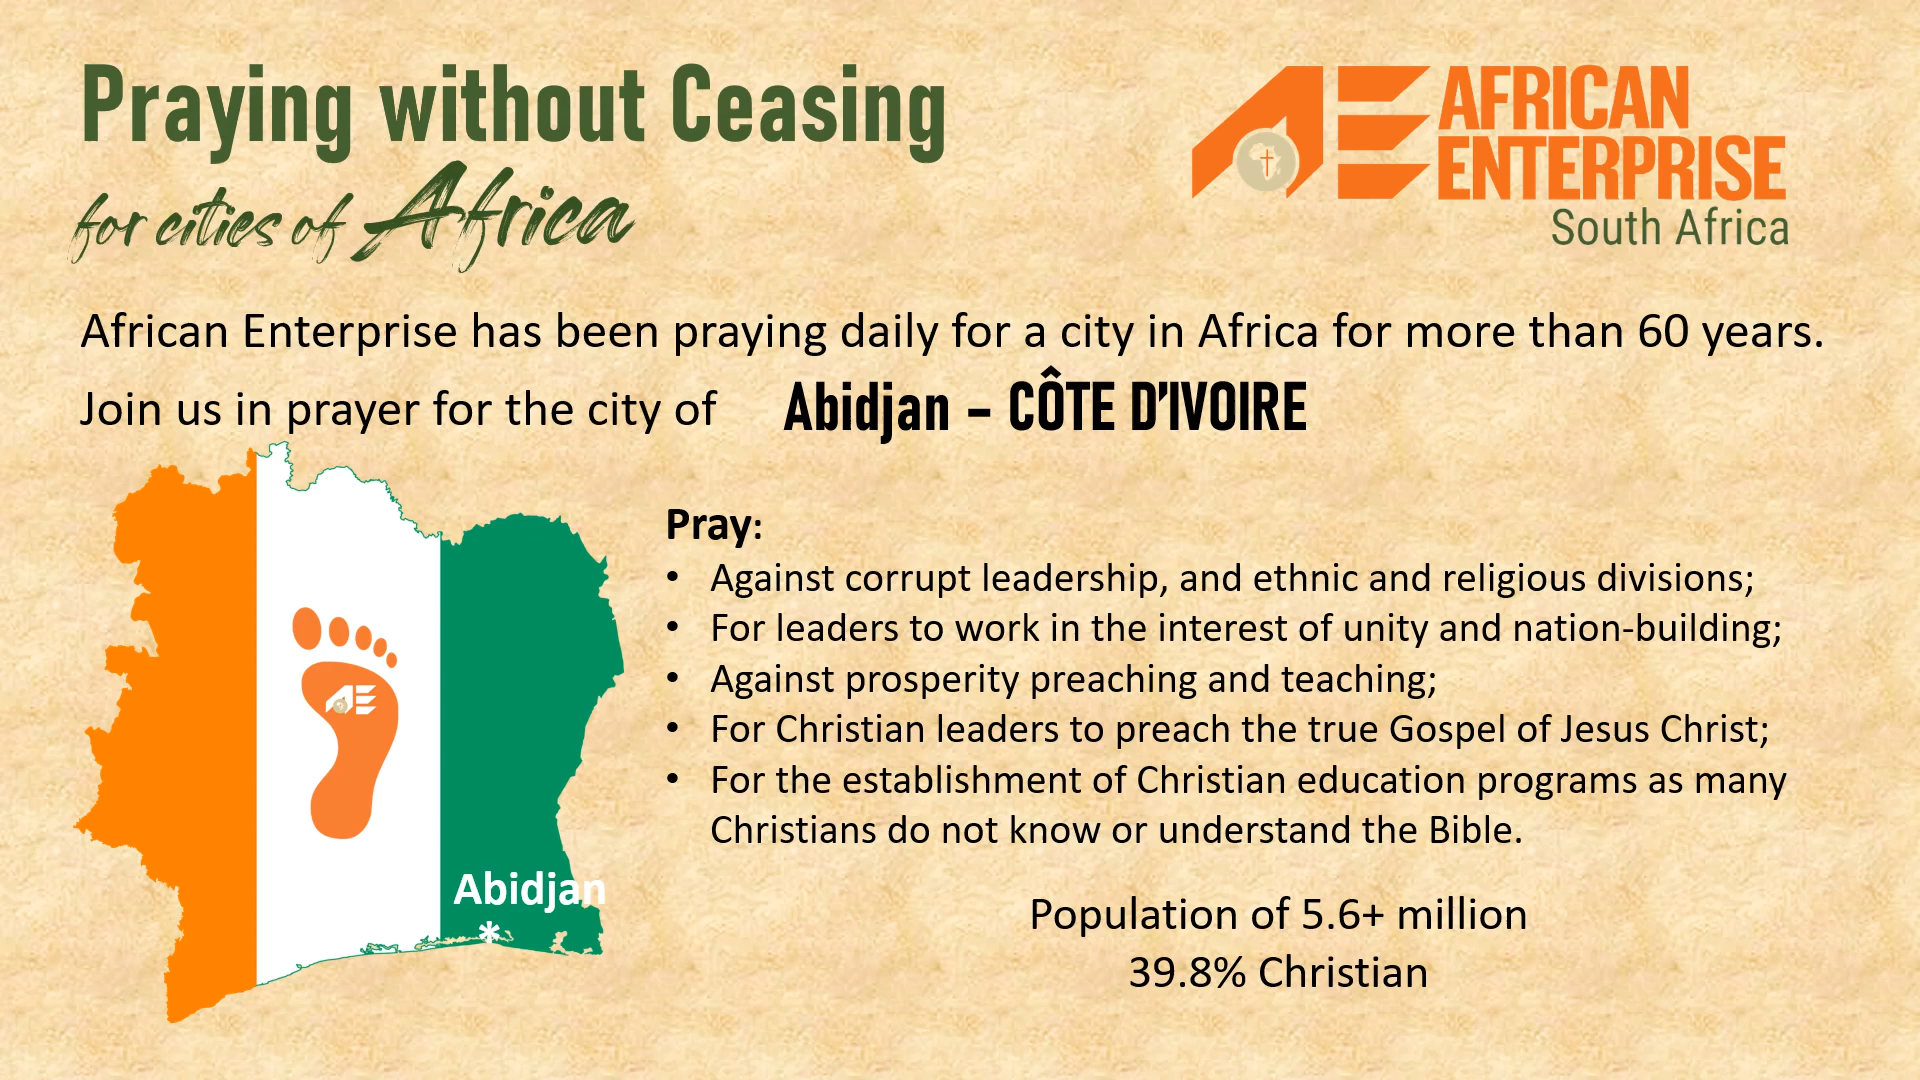 Praying without Ceasing
for cities of Africa
AE AFRICAN
ENTERPRISE
South Africa
African Enterprise has been praying daily for a city in Africa for more than 60 years.
Join us in prayer for the city of Abidjan – CÔTE D'IVOIRE
Pray:
• Against corrupt leadership, and ethnic and religious divisions;
• For leaders to work in the interest of unity and nation-building;
• Against prosperity preaching and teaching;
• For Christian leaders to preach the true Gospel of Jesus Christ;
• For the establishment of Christian education programs as many
Christians do not know or understand the Bible.
AE
Abidjan
*
Population of 5.6+ million
39.8% Christian